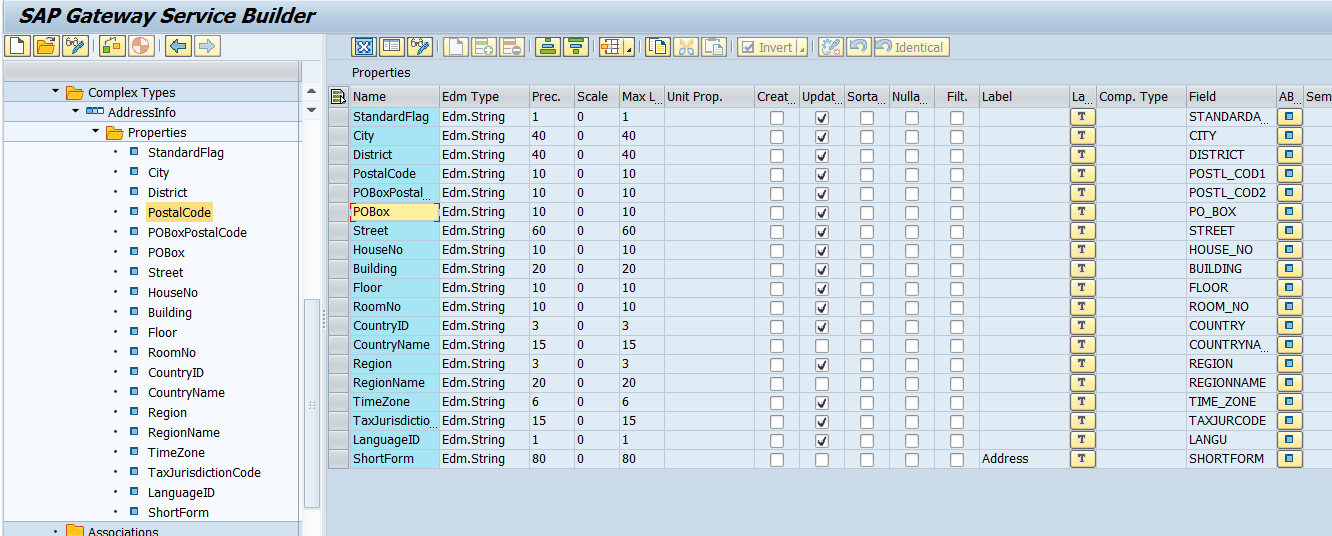 SAP Gateway Service Builder
Invert
Identical
Complex Types
AddressInfo
Properties
StandardFlag
City
District
PostalCode
POBoxPostalCode
POBox
Street
HouseNo
Building
Floor
RoomNo
CountryID
CountryName
Region
RegionName
TimeZone
TaxJurisdictionCode
LanguageID
ShortForm
Associations
Properties
Name Edm Type Prec. Scale Max L... Unit Prop. Creat... Updat... Sorta... Nulla... Filt. Label La... Comp. Type Field AB... Sem
StandardFlag Edm.String 1 0 1 T STANDARDA...
City Edm.String 40 0 40 T CITY
District Edm.String 40 0 40 T DISTRICT
PostalCode Edm.String 10 0 10 T POSTL_COD1
POBoxPostal... Edm.String 10 0 10 T POSTL_COD2
POBox Edm.String 10 0 10 T PO_BOX
Street Edm.String 60 0 60 T STREET
HouseNo Edm.String 10 0 10 T HOUSE_NO
Building Edm.String 20 0 20 T BUILDING
Floor Edm.String 10 0 10 T FLOOR
RoomNo Edm.String 10 0 10 T ROOM_NO
CountryID Edm.String 3 0 3 T COUNTRY
CountryName Edm.String 15 0 15 T COUNTRYNA...
Region Edm.String 3 0 3 T REGION
RegionName Edm.String 20 0 20 T REGIONNAME
TimeZone Edm.String 6 0 6 T TIME_ZONE
TaxJurisdictio... Edm.String 15 0 15 T TAXJURCODE
LanguageID Edm.String 1 0 1 T LANGU
ShortForm Edm.String 80 0 80 Address T SHORTFORM